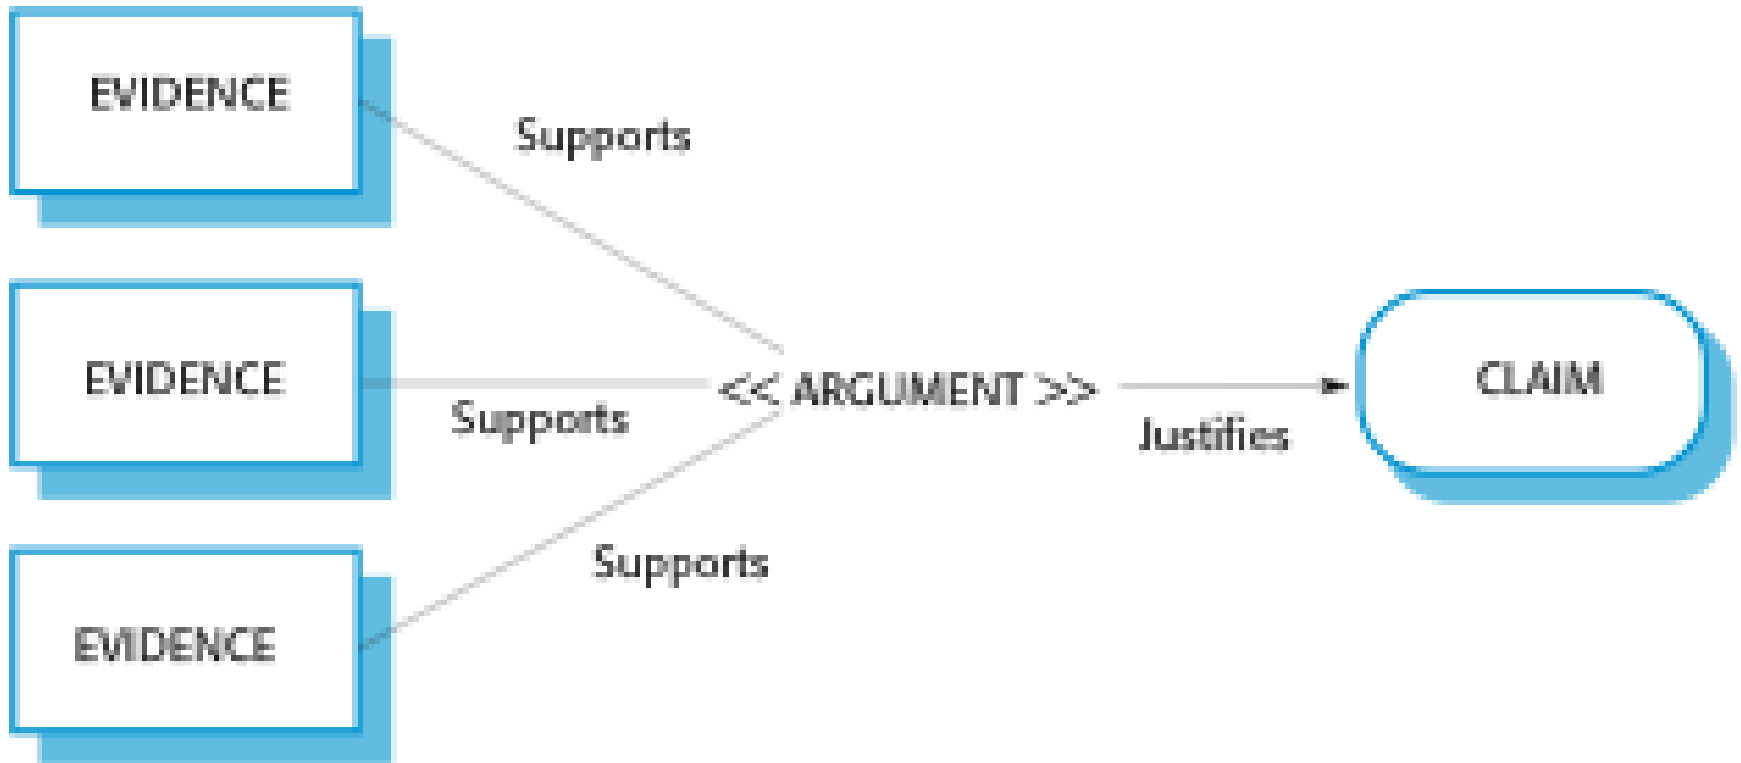 EVIDENCE
Supports
EVIDENCE
Supports
<< ARGUMENT >>
Justifies
CLAIM
Supports
EVIDENCE